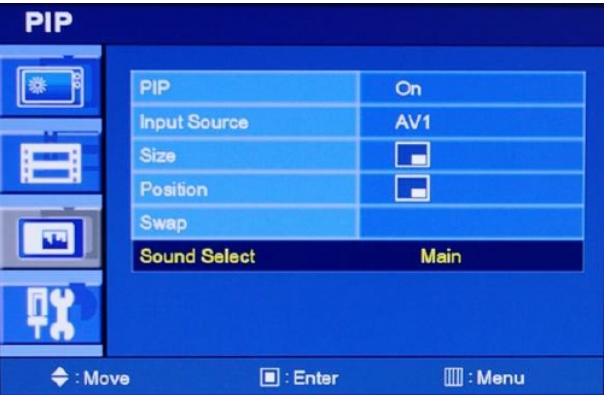 PIP
PIP On
Input Source AV1
Size
Position
Swap
Sound Select Main
: Move : Enter : Menu